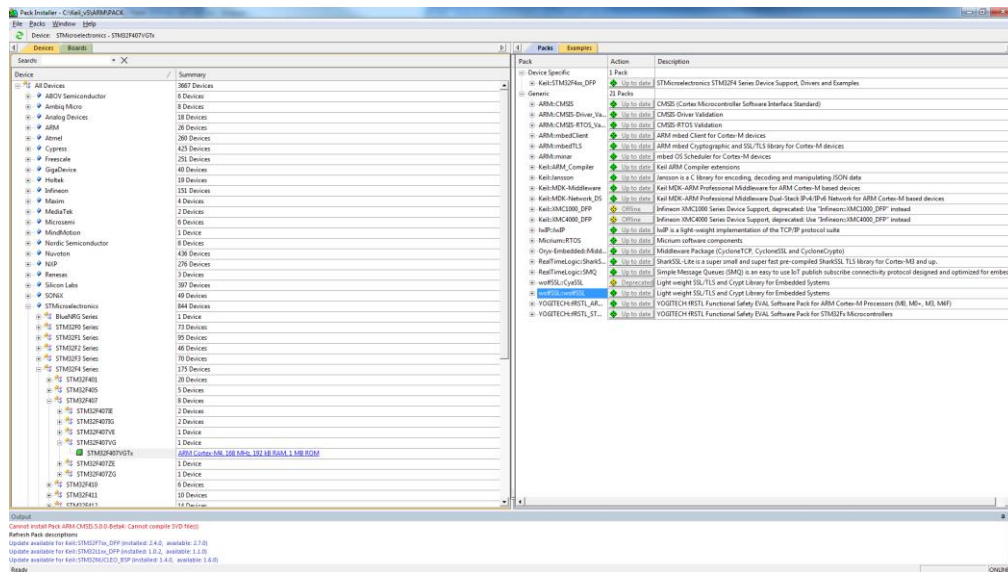 Pack Installer - C:\Keil_v5\ARM\PACK
File Packs Window Help
Device: STMicroelectronics - STM32F407VGTx
Devices Boards
Search:
Device Summary
All Devices 3667 Devices
ABOV Semiconductor 6 Devices
Ambiq Micro 8 Devices
Analog Devices 18 Devices
ARM 26 Devices
Atmel 260 Devices
Cypress 425 Devices
Freescale 251 Devices
GigaDevice 40 Devices
Holtek 19 Devices
Infineon 151 Devices
Maxim 4 Devices
MediaTek 2 Devices
Microsemi 6 Devices
MindMotion 1 Device
Nordic Semiconductor 8 Devices
Nuvoton 436 Devices
NXP 276 Devices
Renesas 3 Devices
Silicon Labs 397 Devices
SONiX 49 Devices
STMicroelectronics 844 Devices
BlueNRG Series 1 Device
STM32F0 Series 73 Devices
STM32F1 Series 95 Devices
STM32F2 Series 46 Devices
STM32F3 Series 70 Devices
STM32F4 Series 175 Devices
STM32F401 20 Devices
STM32F405 5 Devices
STM32F407 8 Devices
STM32F407IE 2 Devices
STM32F407IG 2 Devices
STM32F407VE 1 Device
STM32F407VG 1 Device
STM32F407VGTx ARM Cortex-M4, 168 MHz, 192 kB RAM, 1 MB ROM
STM32F407ZE 1 Device
STM32F407ZG 1 Device
STM32F410 6 Devices
STM32F411 10 Devices
STM32F412 14 Devices
Packs Examples
Pack Action Description
Device Specific 1 Pack
Keil::STM32F4xx_DFP Up to date STMicroelectronics STM32F4 Series Device Support, Drivers and Examples
Generic 21 Packs
ARM::CMSIS Up to date CMSIS (Cortex Microcontroller Software Interface Standard)
ARM::CMSIS-Driver_Va... Up to date CMSIS-Driver Validation
ARM::CMSIS-RTOS_Va... Up to date CMSIS-RTOS Validation
ARM::mbedClient Up to date ARM mbed Client for Cortex-M devices
ARM::mbedTLS Up to date ARM mbed Cryptographic and SSL/TLS library for Cortex-M devices
ARM::minar Up to date mbed OS Scheduler for Cortex-M devices
Keil::ARM_Compiler Up to date Keil ARM Compiler extensions
Keil::Jansson Up to date Jansson is a C library for encoding, decoding and manipulating JSON data
Keil::MDK-Middleware Up to date Keil MDK-ARM Professional Middleware for ARM Cortex-M based devices
Keil::MDK-Network_DS Up to date Keil MDK-ARM Professional Middleware Dual-Stack IPv4/IPv6 Network for ARM Cortex-M based devices
Keil::XMC1000_DFP Offline Infineon XMC1000 Series Device Support, deprecated: Use "Infineon::XMC1000_DFP" instead
Keil::XMC4000_DFP Offline Infineon XMC4000 Series Device Support, deprecated: Use "Infineon::XMC4000_DFP" instead
lwIP::lwIP Up to date lwIP is a light-weight implementation of the TCP/IP protocol suite
Micrium::RTOS Up to date Micrium software components
Oryx-Embedded::Midd... Up to date Middleware Package (CycloneTCP, CycloneSSL and CycloneCrypto)
RealTimeLogic::SharkS... Up to date SharkSSL-Lite is a super small and super fast pre-compiled SharkSSL TLS library for Cortex-M3 and up.
RealTimeLogic::SMQ Up to date Simple Message Queues (SMQ) is an easy to use IoT publish subscribe connectivity protocol designed and optimized for embe
wolfSSL::CyaSSL Deprecated Light weight SSL/TLS and Crypt Library for Embedded Systems
wolfSSL::wolfSSL Up to date Light weight SSL/TLS and Crypt Library for Embedded Systems
YOGITECH::fRSTL_AR... Up to date YOGITECH fRSTL Functional Safety EVAL Software Pack for ARM Cortex-M Processors (M0, M0+, M3, M4F)
YOGITECH::fRSTL_ST... Up to date YOGITECH fRSTL Functional Safety EVAL Software Pack for STM32Fx Microcontrollers
Output
Cannot install Pack ARM CMSIS.5.0.0-Beta4: Cannot compile SVD file(s)
Refresh Pack descriptions
Update available for Keil::STM32F7xx_DFP (installed: 2.4.0, available: 2.7.0)
Update available for Keil::STM32L1xx_DFP (installed: 1.0.2, available: 1.1.0)
Update available for Keil::STM32NUCLEO_BSP (installed: 1.4.0, available: 1.6.0)
Ready ONLINE